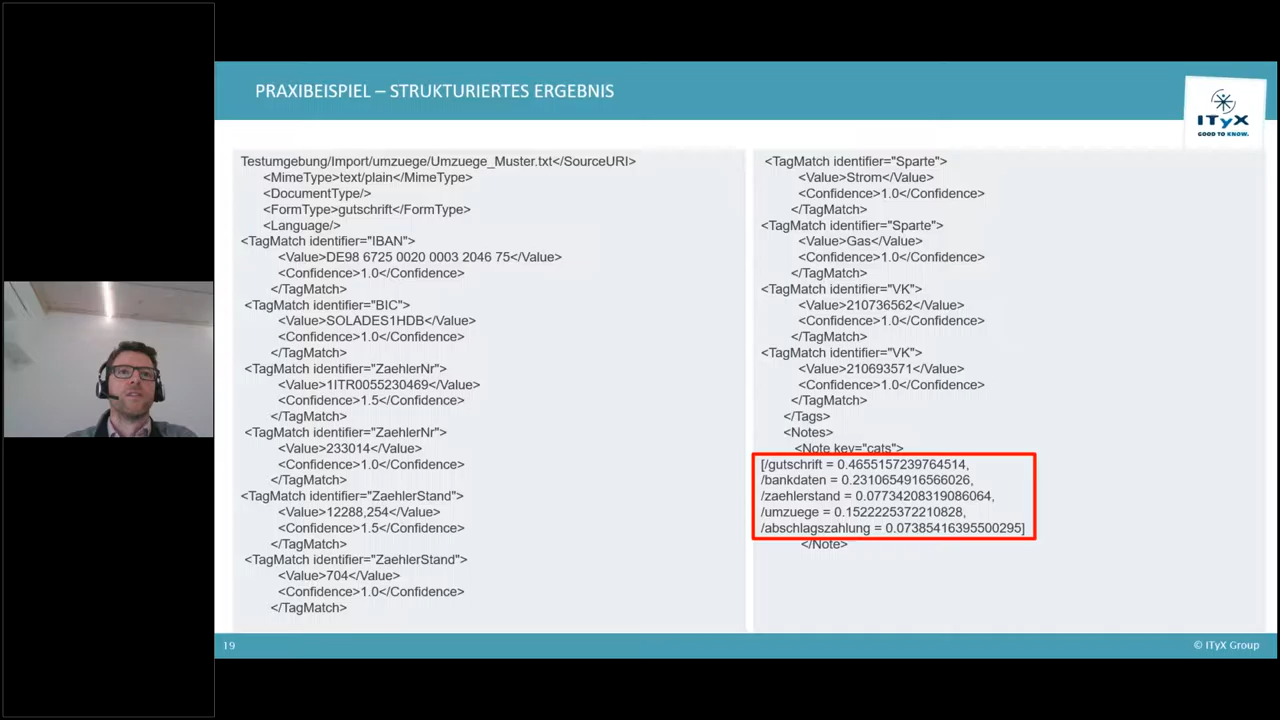 PRAXIBEISPIEL – STRUKTURIERTES ERGEBNIS
ITyX
GOOD TO KNOW.
Testumgebung/Import/umzuege/Umzuege_Muster.txt</SourceURI>
<MimeType>text/plain</MimeType>
<DocumentType/>
<FormType>gutschrift</FormType>
<Language/>
<TagMatch identifier="IBAN">
<Value>DE98 6725 0020 0003 2046 75</Value>
<Confidence>1.0</Confidence>
</TagMatch>
<TagMatch identifier="BIC">
<Value>SOLADES1HDB</Value>
<Confidence>1.0</Confidence>
</TagMatch>
<TagMatch identifier="ZaehlerNr">
<Value>1ITR0055230469</Value>
<Confidence>1.5</Confidence>
</TagMatch>
<TagMatch identifier="ZaehlerNr">
<Value>233014</Value>
<Confidence>1.0</Confidence>
</TagMatch>
<TagMatch identifier="ZaehlerStand>
<Value>12288,254</Value>
<Confidence>1.5</Confidence>
</TagMatch>
<TagMatch identifier="ZaehlerStand">
<Value>704</Value>
<Confidence>1.0</Confidence>
</TagMatch>
<TagMatch identifier="Sparte">
<Value>Strom</Value>
<Confidence>1.0</Confidence>
</TagMatch>
<TagMatch identifier="Sparte">
<Value>Gas</Value>
<Confidence>1.0</Confidence>
</TagMatch>
<TagMatch identifier="VK">
<Value>210736562</Value>
<Confidence>1.0</Confidence>
</TagMatch>
<TagMatch identifier="VK">
<Value>210693571</Value>
<Confidence>1.0</Confidence>
</TagMatch>
</Tags>
<Notes>
<Note key="cats">
[/gutschrift = 0.4655157239764514,
/bankdaten = 0.2310654916566026,
/zaehlerstand = 0.07734208319086064,
/umzuege = 0.1522225372210828,
/abschlagszahlung = 0.07385416395500295]
</Note>
19
© ITyX Group